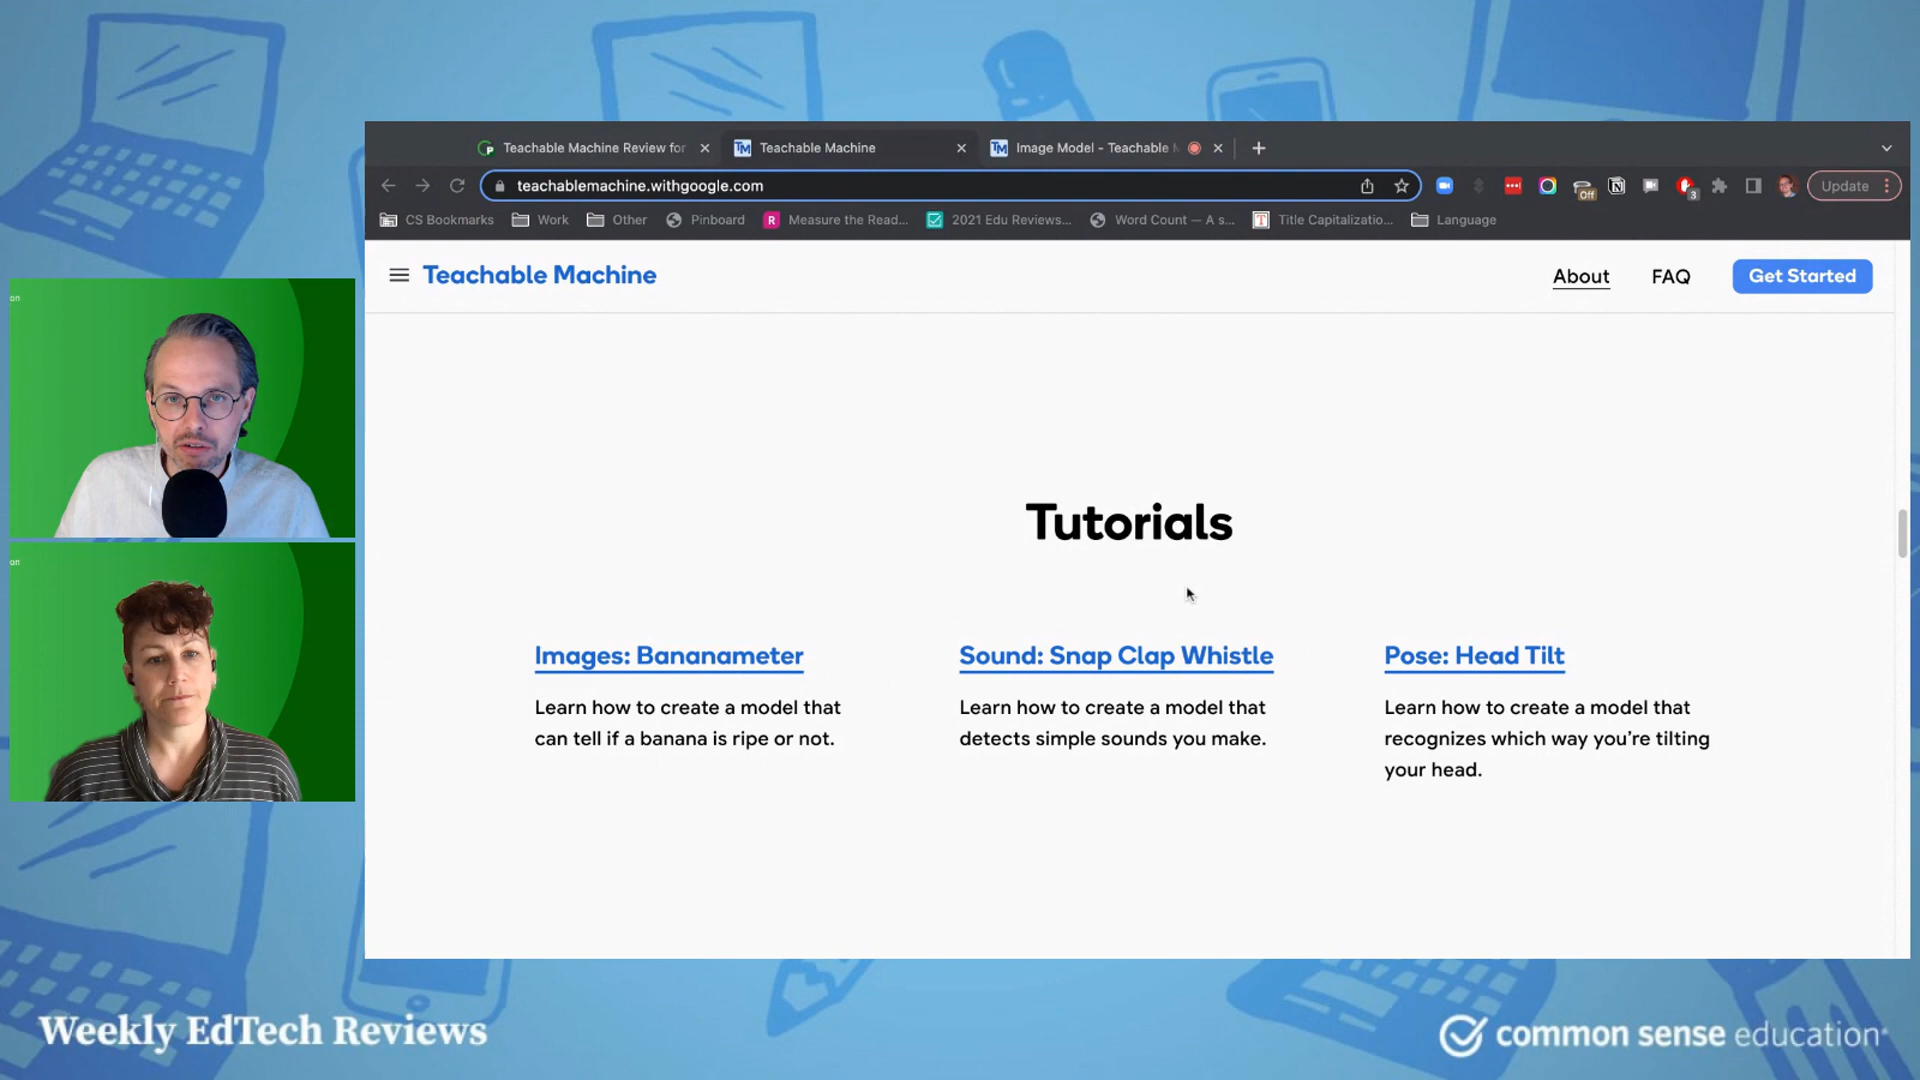 Teachable Machine Review for
Teachable Machine
Image Model - Teachable M
teachablemachine.withgoogle.com
Off
3
Update
CS Bookmarks
Work
Other
Pinboard
R
Measure the Read...
2021 Edu Reviews...
Word Count — A s...
T
Title Capitalizatio...
Language
Teachable Machine
About
FAQ
Get Started
on
on
Tutorials
Images: Bananameter
Learn how to create a model that
can tell if a banana is ripe or not.
Sound: Snap Clap Whistle
Learn how to create a model that
detects simple sounds you make.
Pose: Head Tilt
Learn how to create a model that
recognizes which way you're tilting
your head.
Weekly EdTech Reviews
common sense education